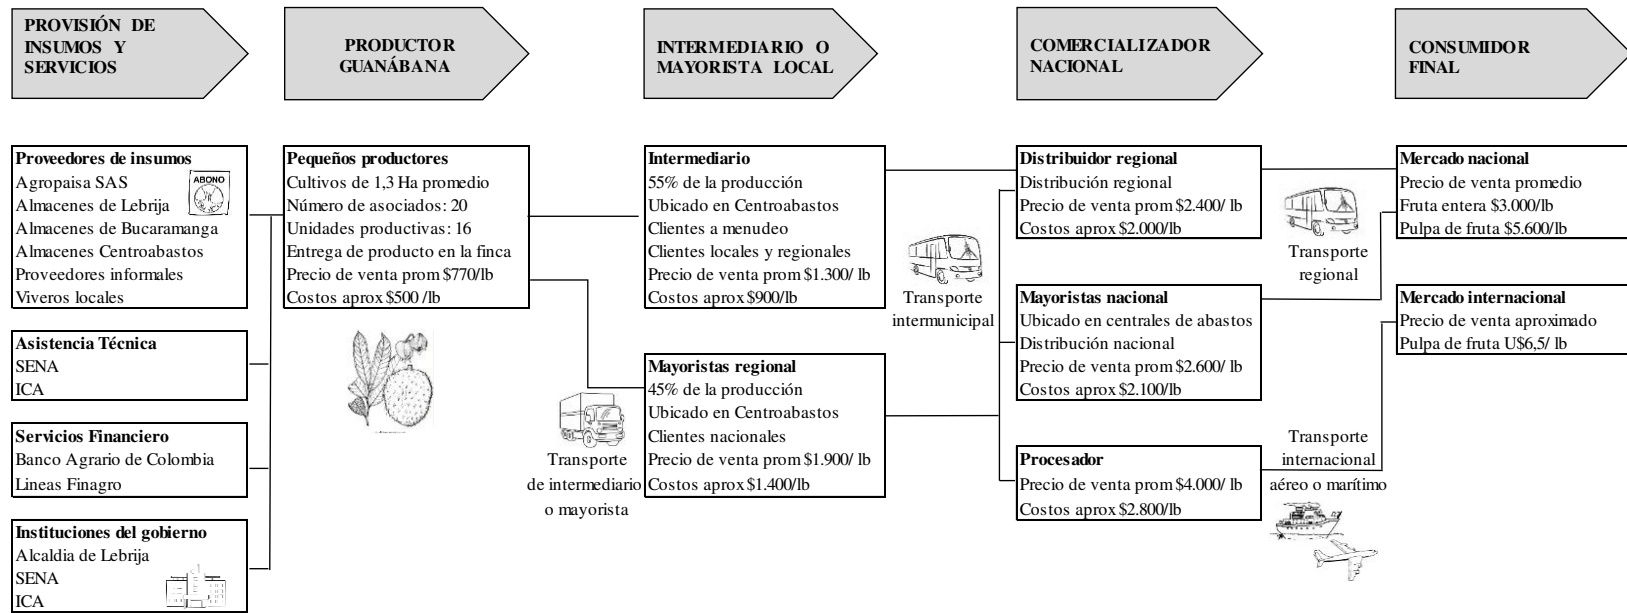 PROVISIÓN DE
INSUMOS Y
SERVICIOS
PRODUCTOR
GUANÁBANA
INTERMEDIARIO O
MAYORISTA LOCAL
COMERCIALIZADOR
NACIONAL
CONSUMIDOR
FINAL
Proveedores de insumos
Agropaisa SAS
Almacenes de Lebrija
Almacenes de Bucaramanga
Almacenes Centroabastos
Proveedores informales
Viveros locales
ABONO
Asistencia Técnica
SENA
ICA
Servicios Financiero
Banco Agrario de Colombia
Lineas Finagro
Instituciones del gobierno
Alcaldia de Lebrija
SENA
ICA
Pequeños productores
Cultivos de 1,3 Ha promedio
Número de asociados: 20
Unidades productivas: 16
Entrega de producto en la finca
Precio de venta prom $770/lb
Costos aprox $500 /lb
Transporte
de intermediario
o mayorista
Intermediario
55% de la producción
Ubicado en Centroabastos
Clientes a menudeo
Clientes locales y regionales
Precio de venta prom $1.300/ lb
Costos aprox $900/lb
Mayoristas regional
45% de la producción
Ubicado en Centroabastos
Clientes nacionales
Precio de venta prom $1.900/ lb
Costos aprox $1.400/lb
Transporte
intermunicipal
Distribuidor regional
Distribución regional
Precio de venta prom $2.400/ lb
Costos aprox $2.000/lb
Mayoristas nacional
Ubicado en centrales de abastos
Distribución nacional
Precio de venta prom $2.600/ lb
Costos aprox $2.100/lb
Procesador
Precio de venta prom $4.000/ lb
Costos aprox $2.800/lb
Transporte
regional
Transporte
internacional
aéreo o marítimo
Mercado nacional
Precio de venta promedio
Fruta entera $3.000/lb
Pulpa de fruta $5.600/lb
Mercado internacional
Precio de venta aproximado
Pulpa de fruta U$6,5/ lb